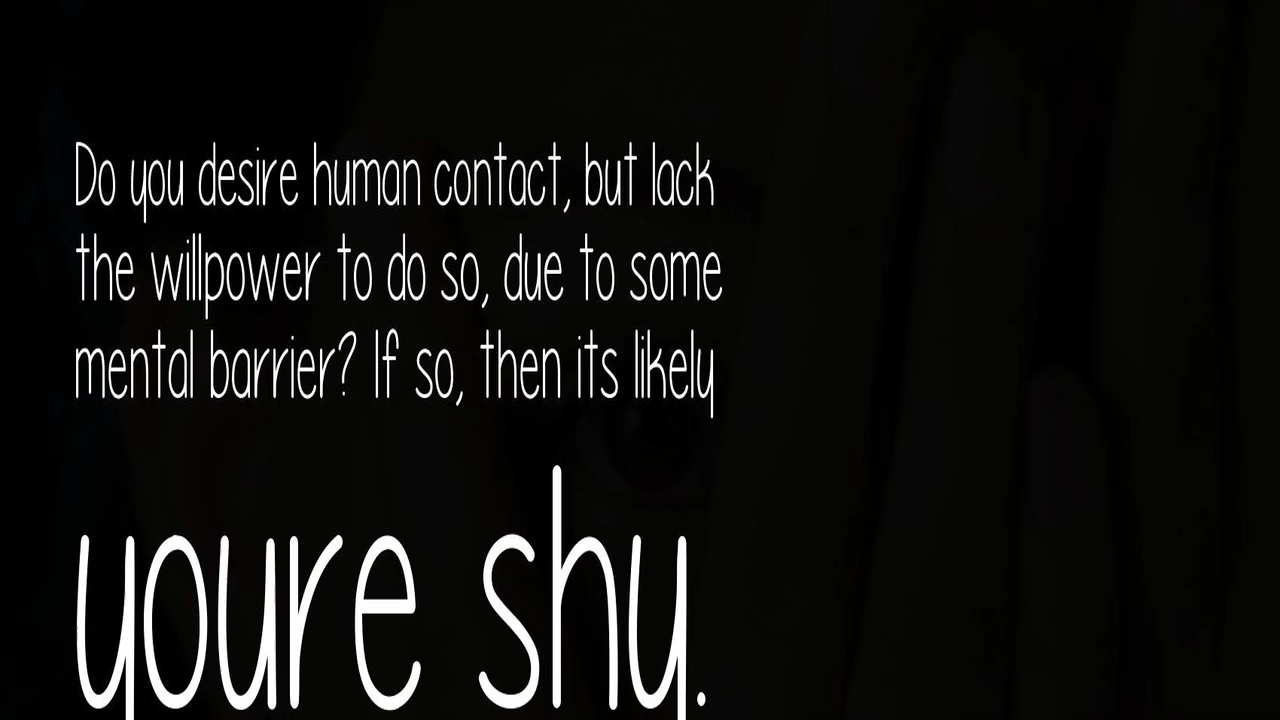 Do you desire human contact, but lack
the willpower to do so, due to some
mental barrier? If so, then its likely
youre shy.